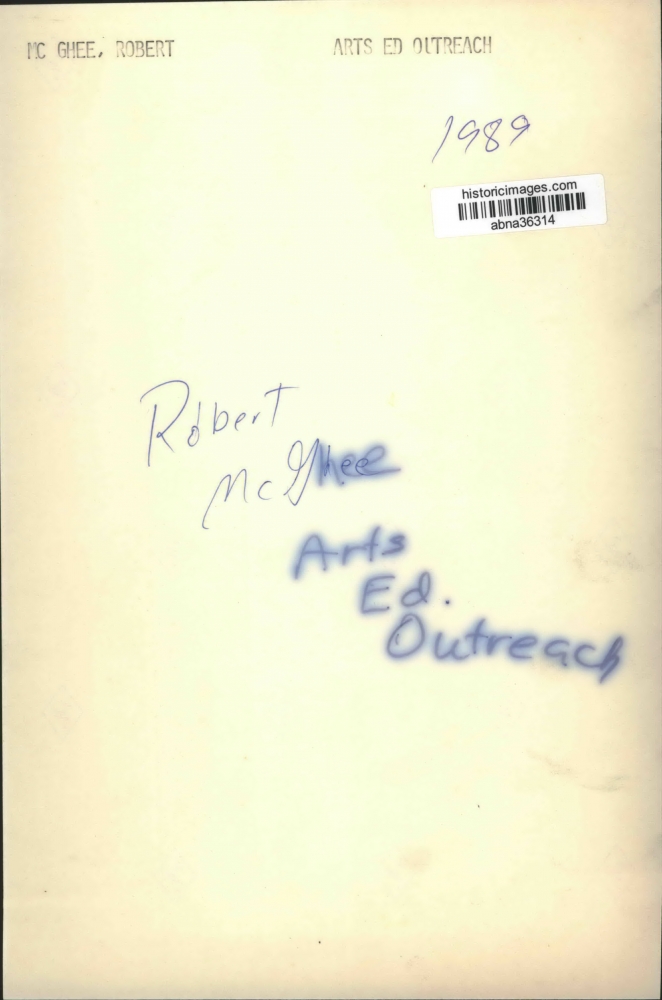 MC GHEE, ROBERT ARTS ED OUTREACH
1989
historicimages.com
abna36314
Robert
McGhee
Arts
Ed.
Outreach